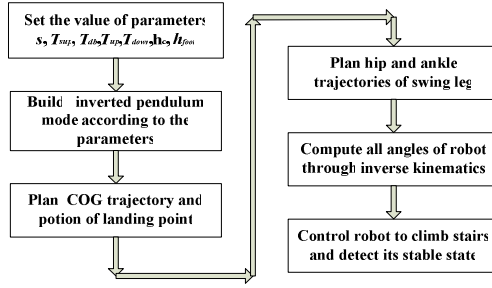 Set the value of parameters
s, Tsup, Tdb, Tup, Tdown, hc, hfoot
Build inverted pendulum
mode according to the
parameters
Plan COG trajectory and
potion of landing point
Plan hip and ankle
trajectories of swing leg
Compute all angles of robot
through inverse kinematics
Control robot to climb stairs
and detect its stable state